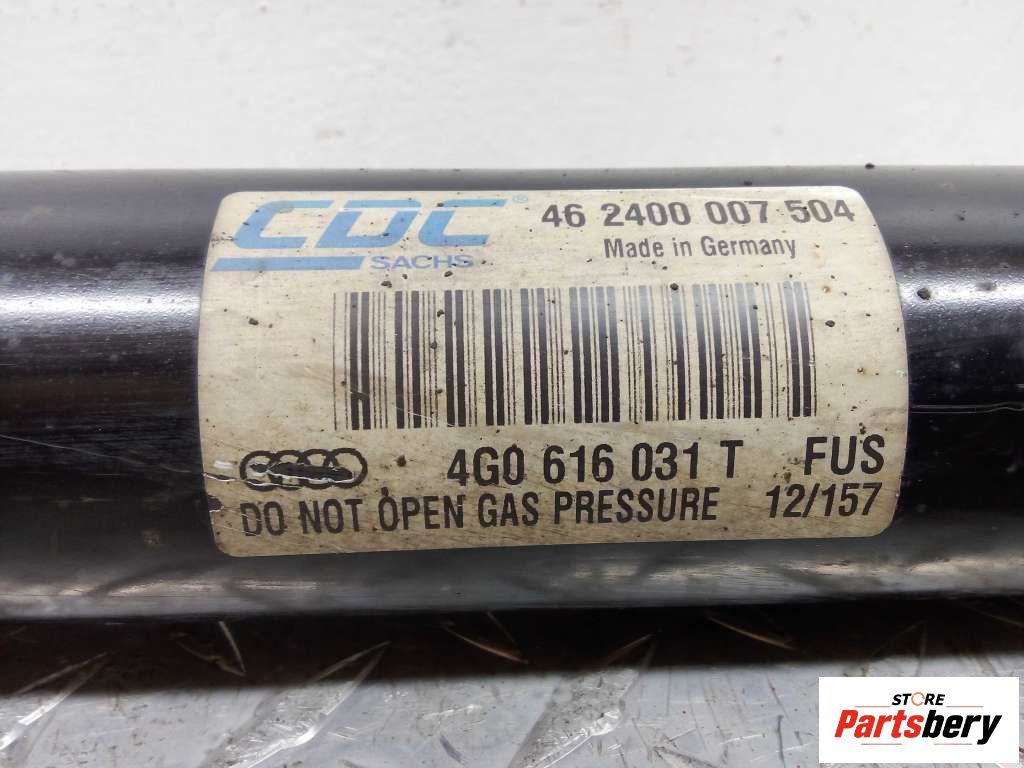 CDC® 46 2400 007 504
SACHS Made in Germany
4G0 616 031 T FUS
DO NOT OPEN GAS PRESSURE 12/157
STORE
Partsbery